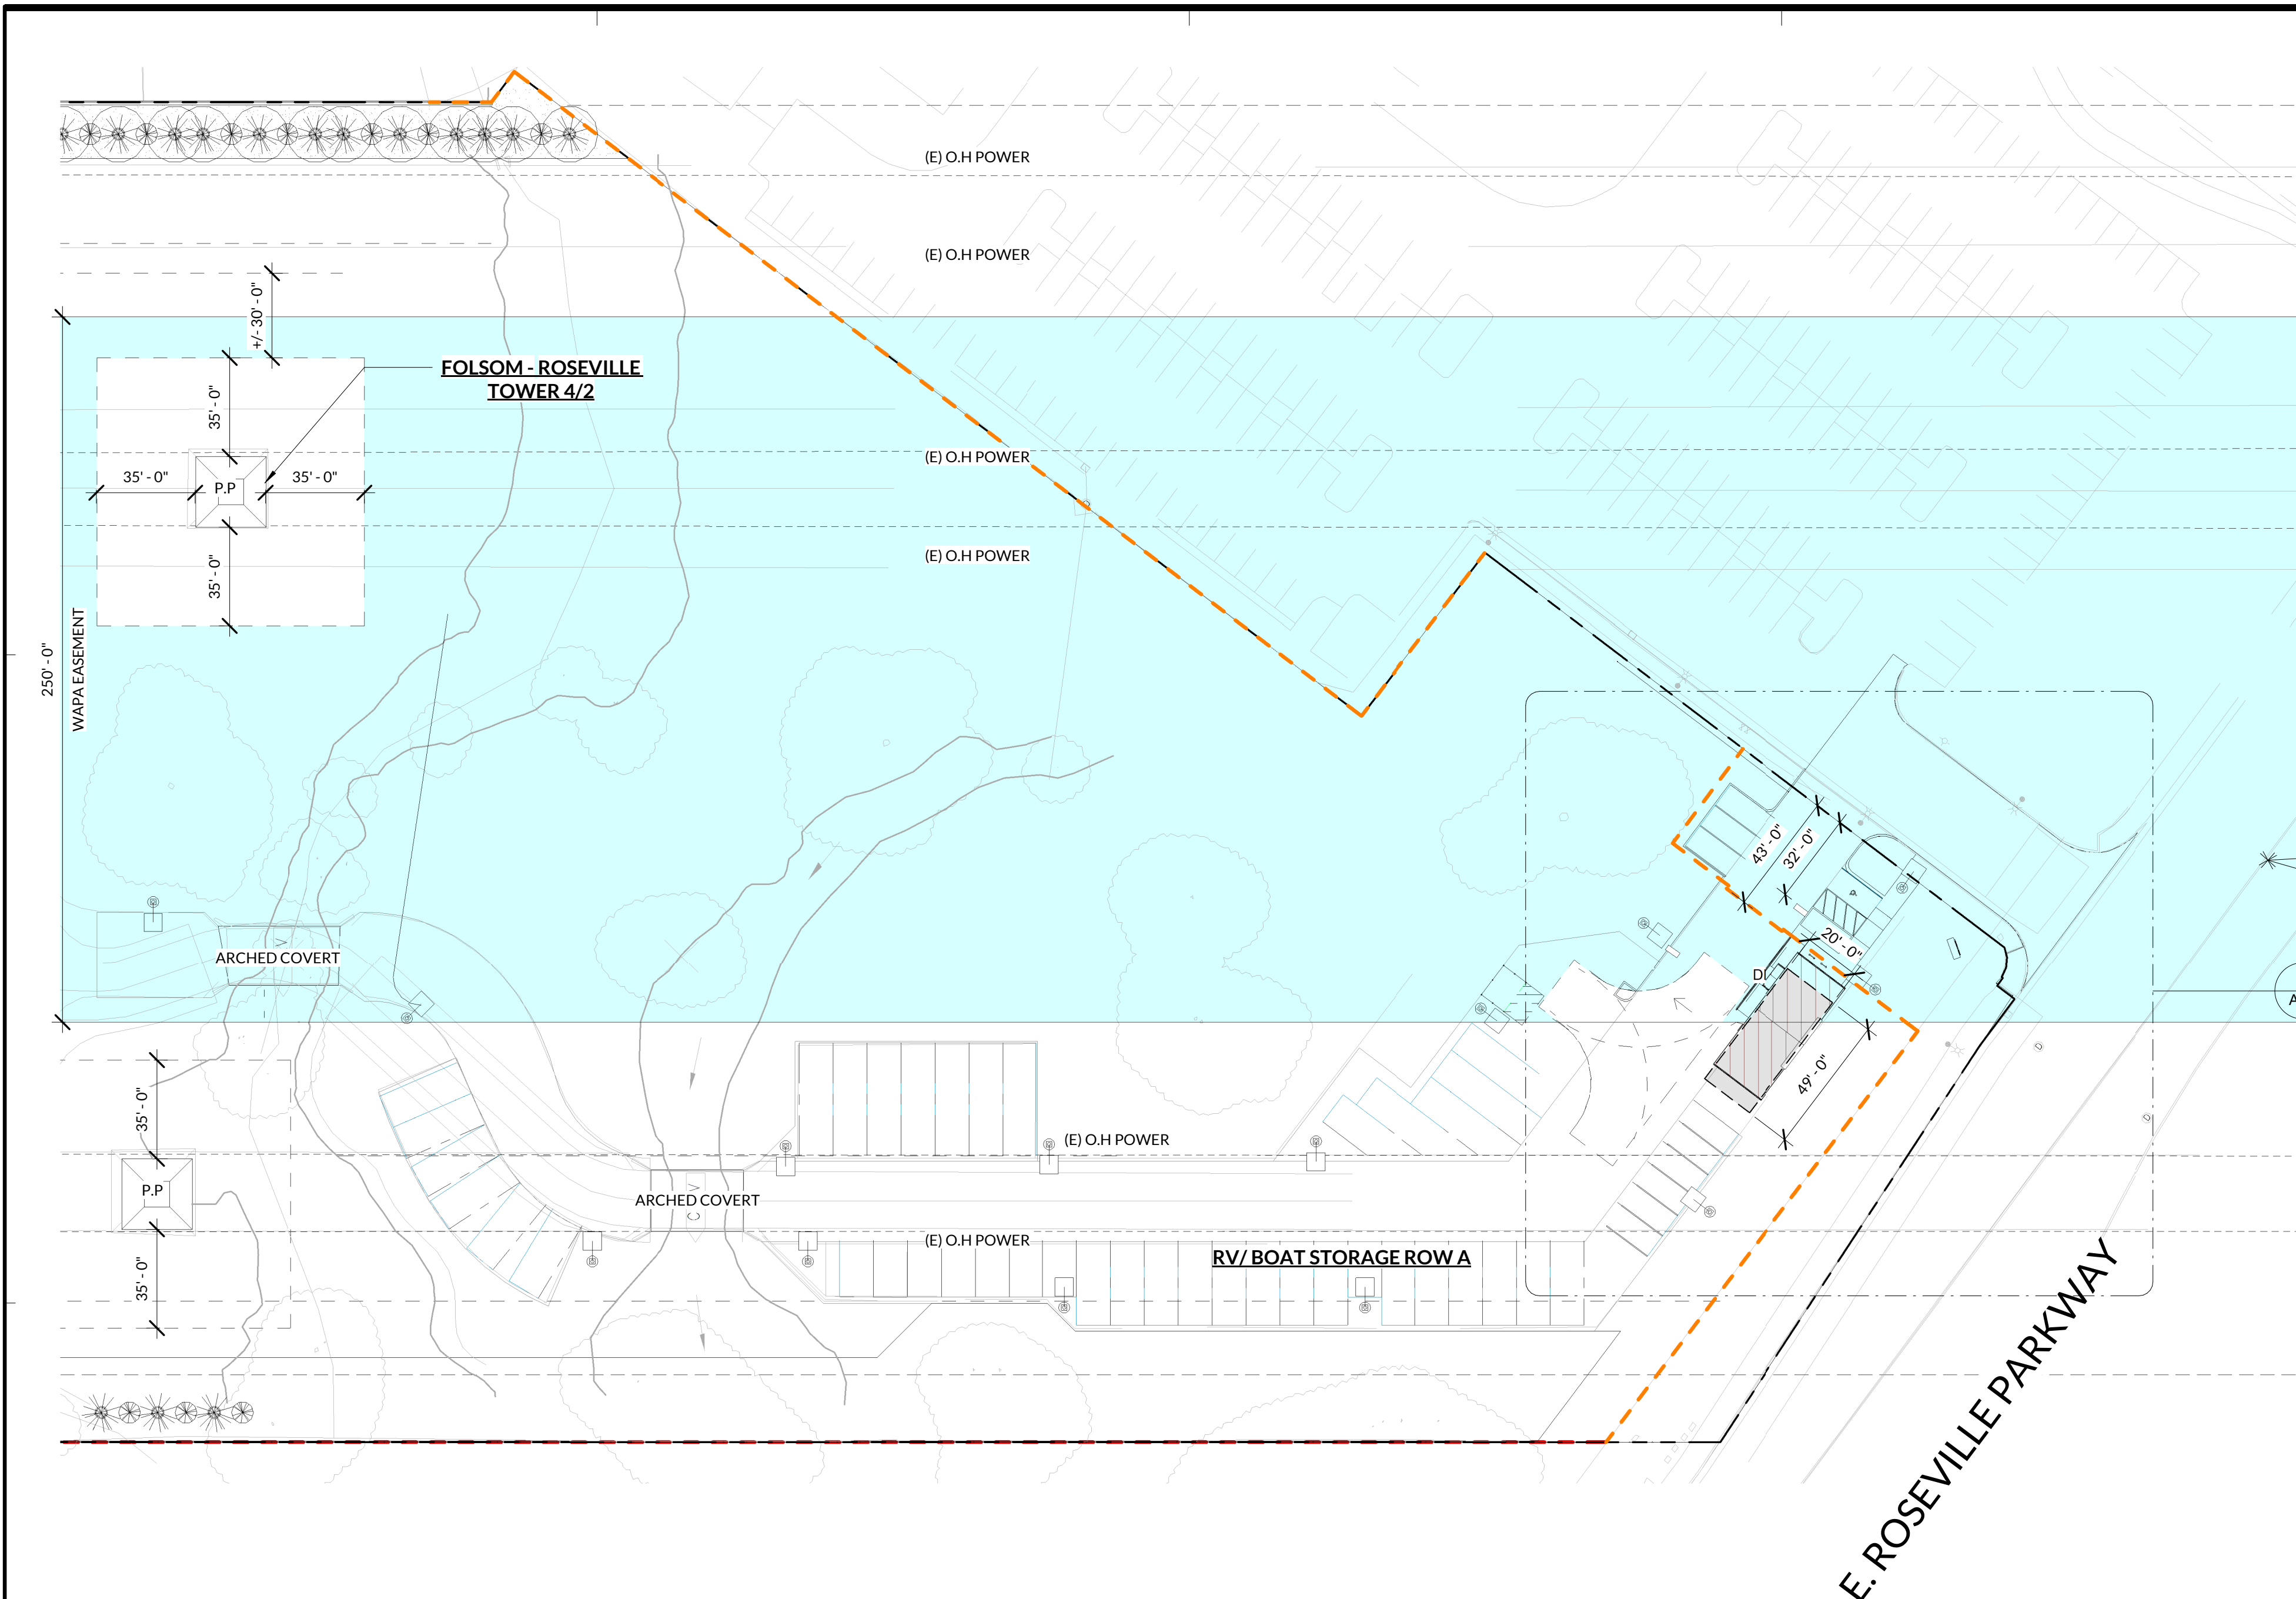 (E) O.H POWER
(E) O.H POWER
+/- 30' - 0"
FOLSOM - ROSEVILLE
TOWER 4/2
35' - 0"
(E) O.H POWER
35' - 0"
P.P
35' - 0"
(E) O.H POWER
35' - 0"
250' - 0"
WAPA EASEMENT
43' - 0"
32' - 0"
20' - 0"
DI
ARCHED COVERT
A
49' - 0"
D
D
35' - 0"
(E) O.H POWER
P.P
ARCHED COVERT
(E) O.H POWER
RV/ BOAT STORAGE ROW A
35' - 0"
E. ROSEVILLE PARKWAY